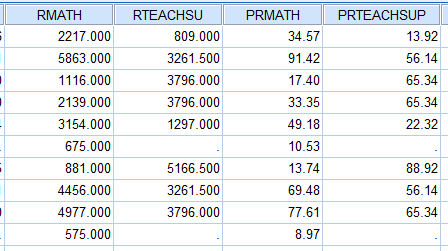 RMATH RTEACHSU PRMATH PRTEACHSUP
2217.000 809.000 34.57 13.92
5863.000 3261.500 91.42 56.14
1116.000 3796.000 17.40 65.34
2139.000 3796.000 33.35 65.34
3154.000 1297.000 49.18 22.32
675.000 . 10.53 .
881.000 5166.500 13.74 88.92
4456.000 3261.500 69.48 56.14
4977.000 3796.000 77.61 65.34
575.000 . 8.97 .